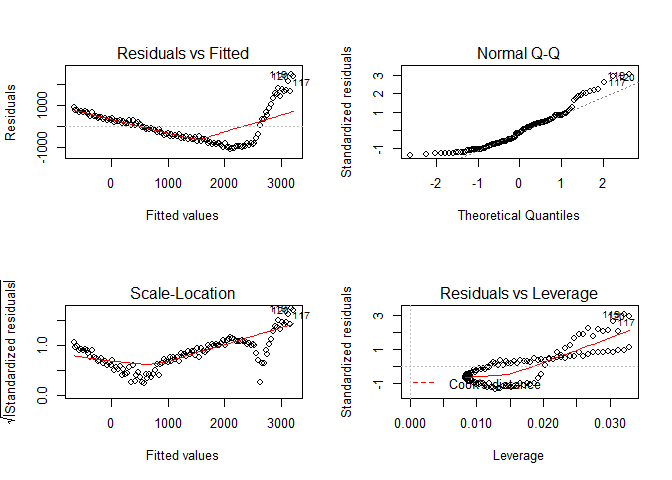 Residuals vs Fitted
Residuals
-1000
1000
0
1000
2000
3000
Fitted values
117
Normal Q-Q
Standardized residuals
-1
1
3
-2
-1
0
1
2
Theoretical Quantiles
Scale-Location
√|Standardized residuals|
0.0
1.0
0
1000
2000
3000
Fitted values
117
Residuals vs Leverage
Standardized residuals
-1
1
3
0.000
0.010
0.020
0.030
Leverage
117
Cook's distance